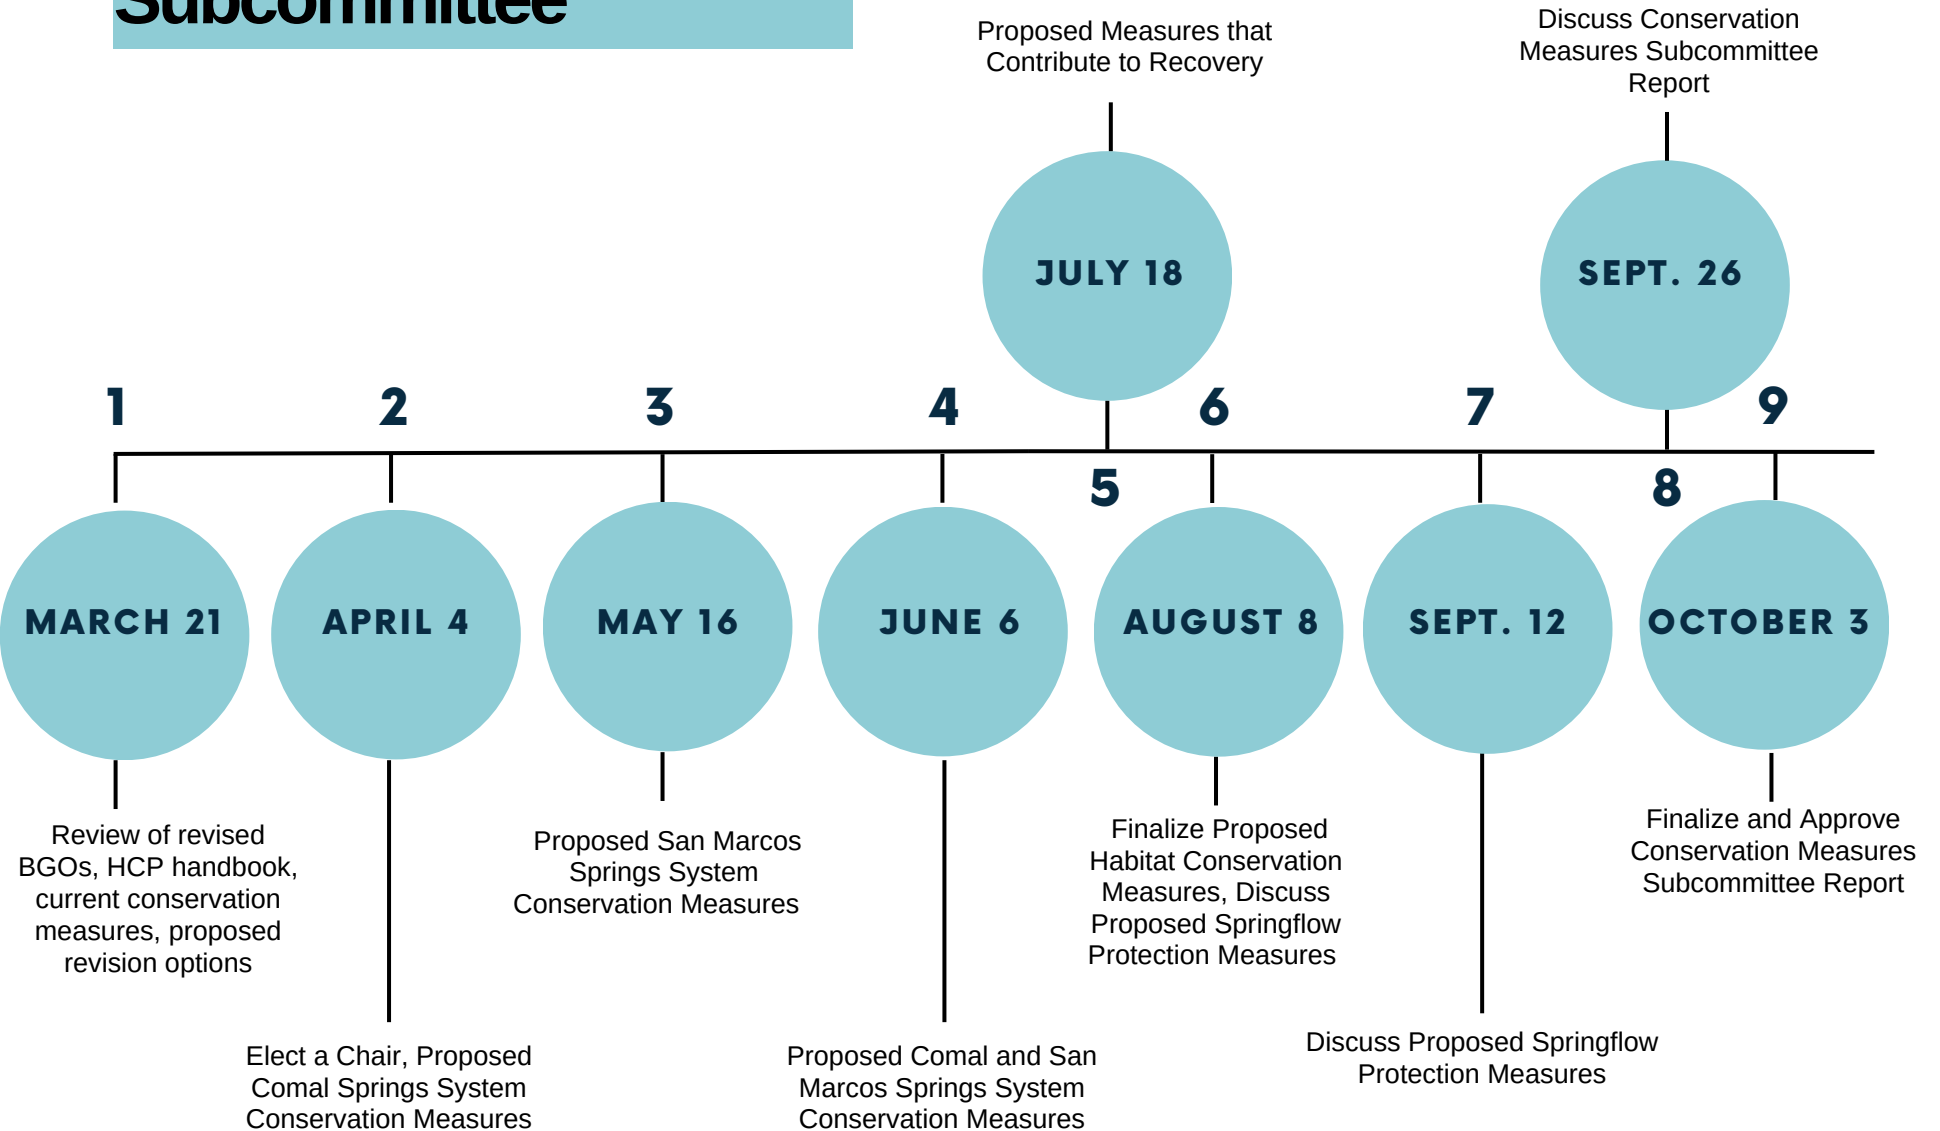 Subcommittee
Proposed Measures that
Contribute to Recovery
Discuss Conservation
Measures Subcommittee
Report
JULY 18
SEPT. 26
1
2
3
4
5
6
7
8
9
MARCH 21
APRIL 4
MAY 16
JUNE 6
AUGUST 8
SEPT. 12
OCTOBER 3
Review of revised
BGOs, HCP handbook,
current conservation
measures, proposed
revision options
Elect a Chair, Proposed
Comal Springs System
Conservation Measures
Proposed San Marcos
Springs System
Conservation Measures
Proposed Comal and San
Marcos Springs System
Conservation Measures
Finalize Proposed
Habitat Conservation
Measures, Discuss
Proposed Springflow
Protection Measures
Discuss Proposed Springflow
Protection Measures
Finalize and Approve
Conservation Measures
Subcommittee Report